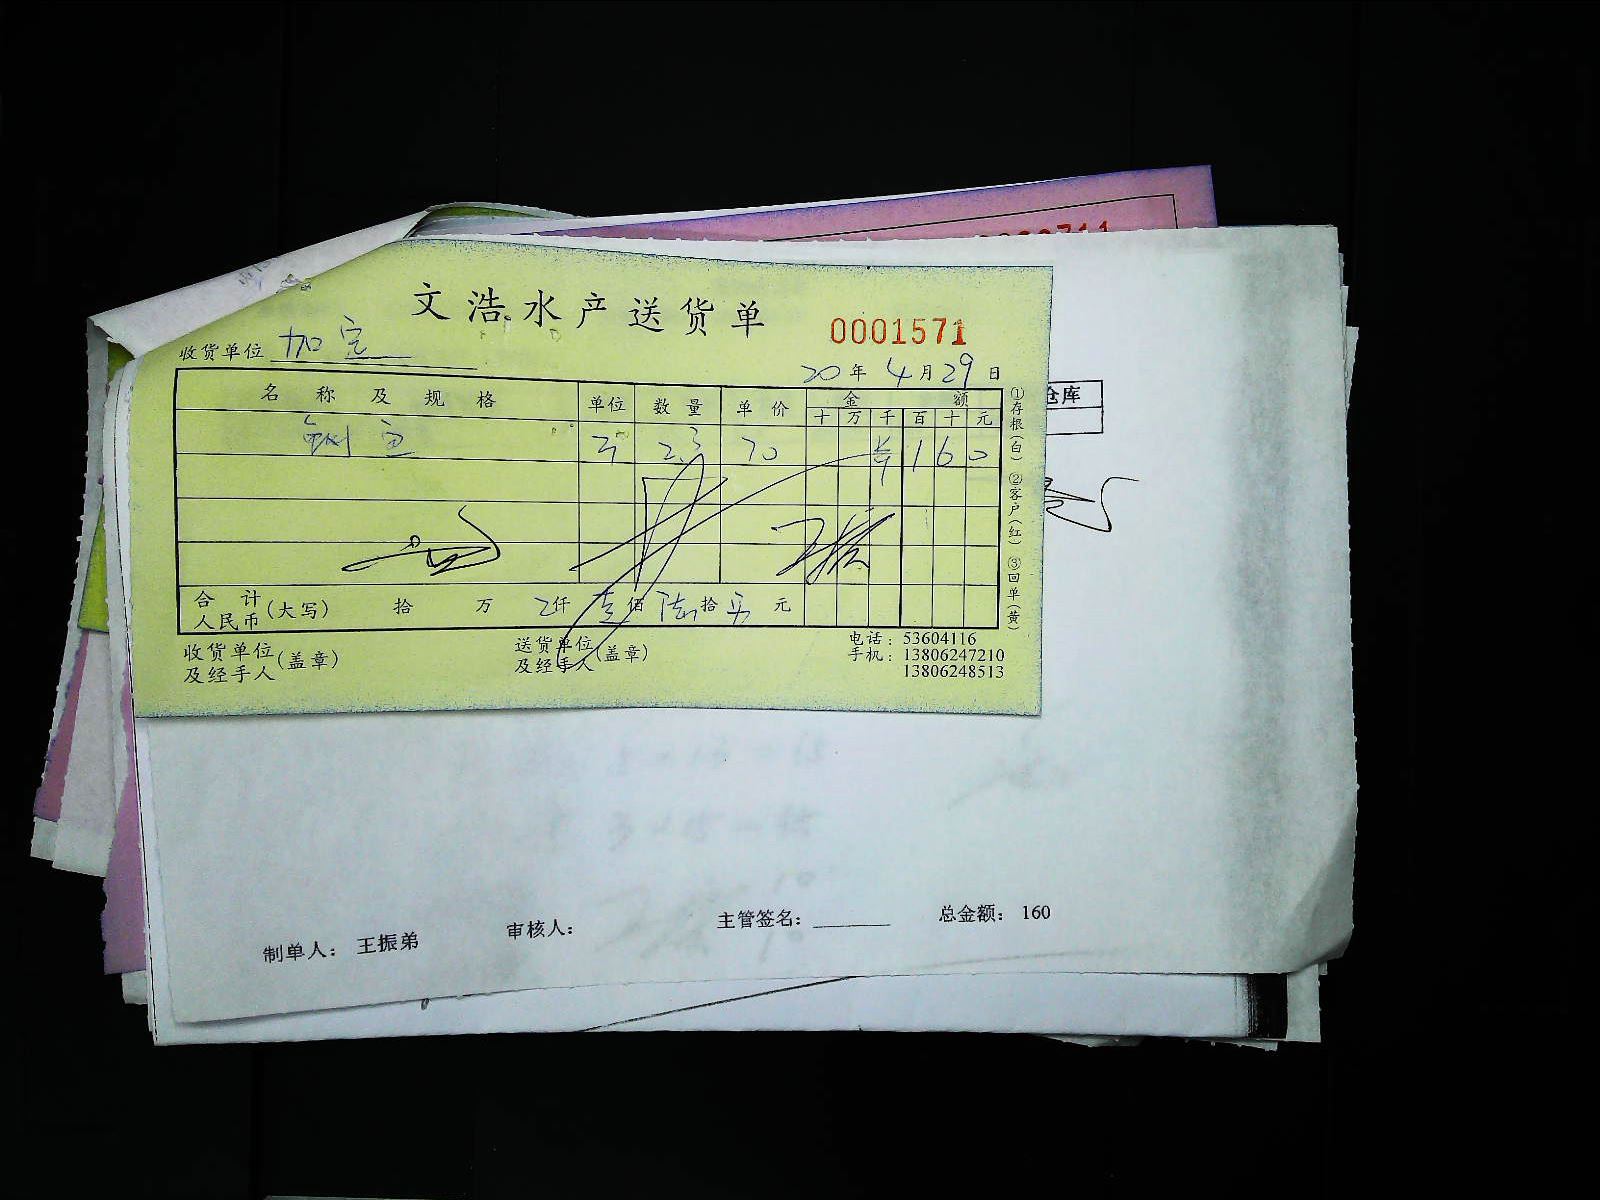 文浩水产送货单
0001571
收货单位 加定
20年4月29日
名称及规格 单位 数量 单价 金额
十 万 千 百 十 元
2.3 70 160
合计人民币(大写) 拾 万 仟 壹佰 陆拾 元
收货单位及经手人(盖章)
送货单位及经手人(盖章)
电话:53604116
手机:13806247210
13806248513
①存根(白) ②客户(红) ③回单(黄)
仓库
制单人: 王振弟 审核人: 主管签名: 总金额: 160